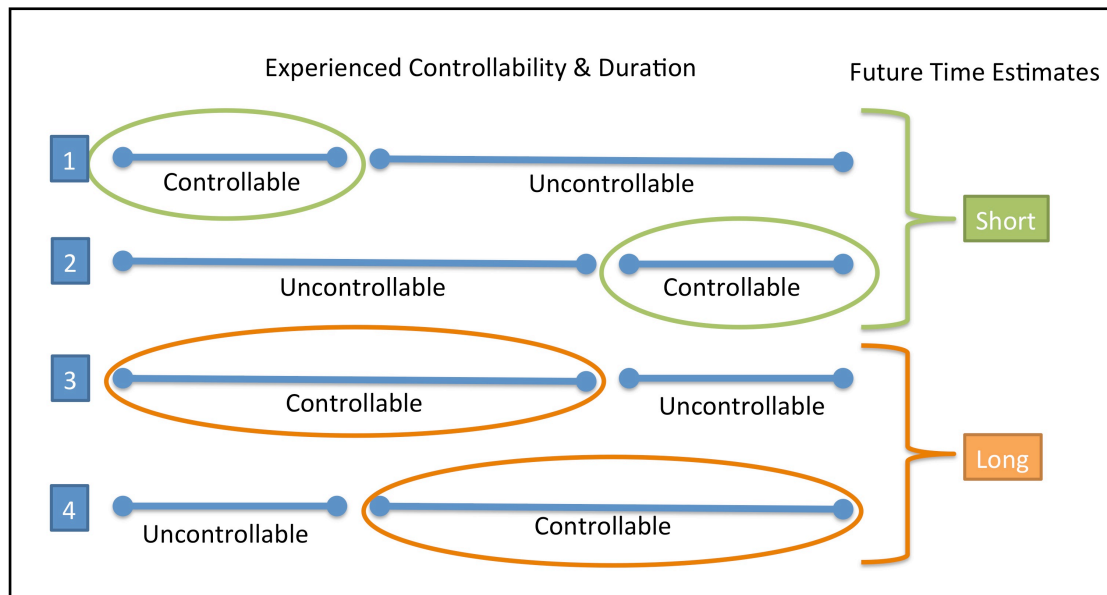 Experienced Controllability & Duration
Future Time Estimates
1
Controllable
Uncontrollable
Short
2
Uncontrollable
Controllable
3
Controllable
Uncontrollable
Long
4
Uncontrollable
Controllable